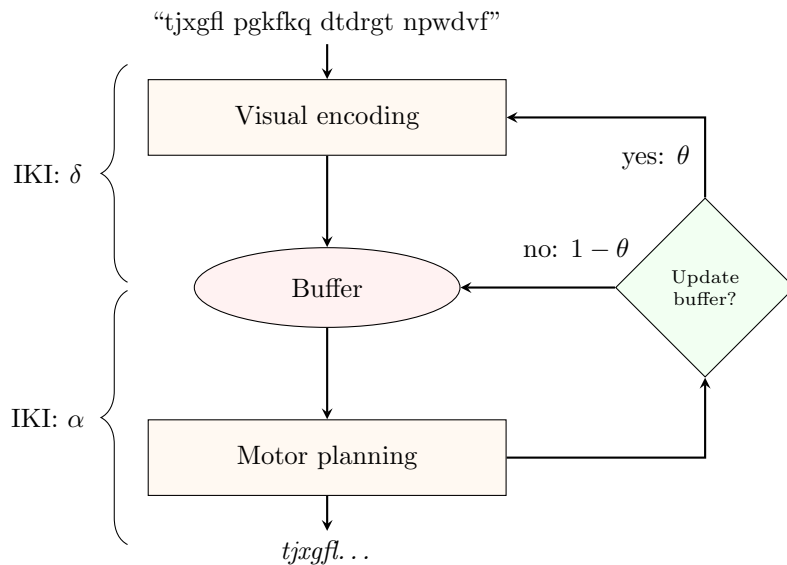 “tjxgfl pgkfkq dtdrgt npwdvf”
Visual encoding
yes: θ
IKI: δ
no: 1 − θ
Update
buffer?
Buffer
IKI: α
Motor planning
tjxgfl...